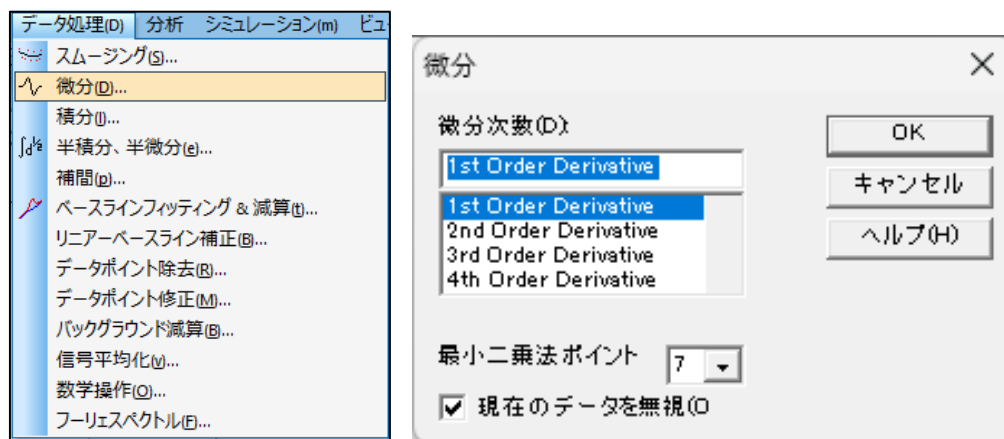 データ処理(D) 分析 シミュレーション(m) ビュー
スムージング(S)...
微分(D)...
積分(I)...
半積分、半微分(e)...
補間(p)...
ベースラインフィッティング & 減算(t)...
リニアーベースライン補正(B)...
データポイント除去(R)...
データポイント修正(M)...
バックグラウンド減算(B)...
信号平均化(v)...
数学操作(O)...
フーリェスペクトル(F)...
微分
微分次数(D):
1st Order Derivative
1st Order Derivative
2nd Order Derivative
3rd Order Derivative
4th Order Derivative
最小二乗法ポイント 7
現在のデータを無視(O
OK
キャンセル
ヘルプ(H)